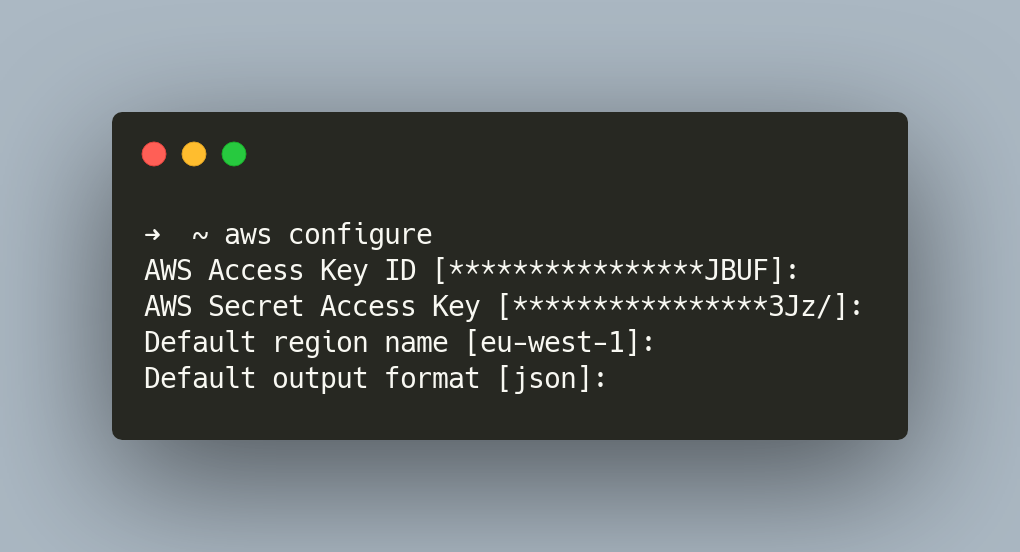 ➜  ~ aws configure
AWS Access Key ID [****************JBUF]:
AWS Secret Access Key [****************3Jz/]:
Default region name [eu-west-1]:
Default output format [json]: